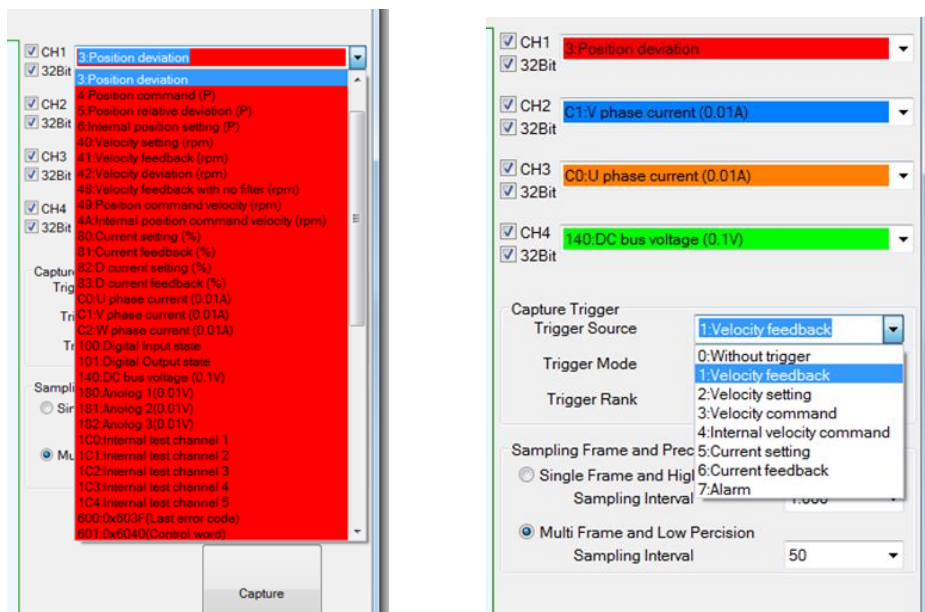 CH1
3:Position deviation
32Bit
3:Position deviation
4:Position command (P)
CH2
5:Position relative deviation (P)
32Bit
6:Internal position setting (P)
40:Velocity setting (rpm)
CH3
41:Velocity feedback (rpm)
32Bit
42:Velocity deviation (rpm)
48:Velocity feedback with no filter (rpm)
CH4
49:Position command velocity (rpm)
32Bit
4A:Internal position command velocity (rpm)
80:Current setting (%)
81:Current feedback (%)
82:D current setting (%)
83:D current feedback (%)
C0:U phase current (0.01A)
C1:V phase current (0.01A)
C2:W phase current (0.01A)
100:Digital Input state
101:Digital Output state
140:DC bus voltage (0.1V)
180:Anolog 1(0.01V)
181:Anolog 2(0.01V)
182:Anolog 3(0.01V)
1C0:Internal test channel 1
1C1:Internal test channel 2
1C2:Internal test channel 3
1C3:Internal test channel 4
1C4:Internal test channel 5
600:0x603F(Last error code)
601:0x6040(Control word)
Capture
CH1
3:Position deviation
32Bit
CH2
C1:V phase current (0.01A)
32Bit
CH3
C0:U phase current (0.01A)
32Bit
CH4
140:DC bus voltage (0.1V)
32Bit
Capture Trigger
Trigger Source 1:Velocity feedback
0:Without trigger
Trigger Mode
1:Velocity feedback
2:Velocity setting
Trigger Rank
3:Velocity command
4:Internal velocity command
Sampling Frame and Prec
5:Current setting
Single Frame and Hig
6:Current feedback
7:Alarm
Sampling Interval
Multi Frame and Low Percision
Sampling Interval 50